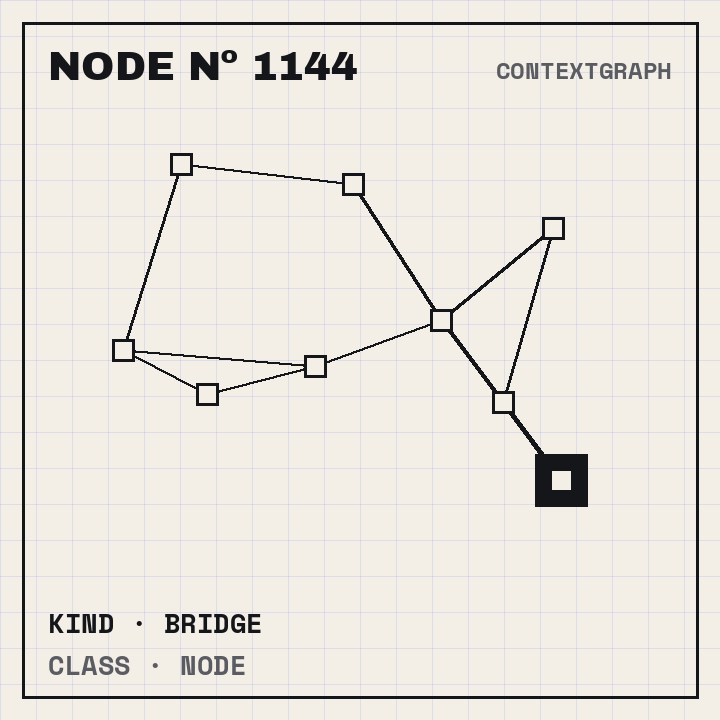 NODE Nº 1144
CONTEXTGRAPH
KIND · BRIDGE
CLASS · NODE